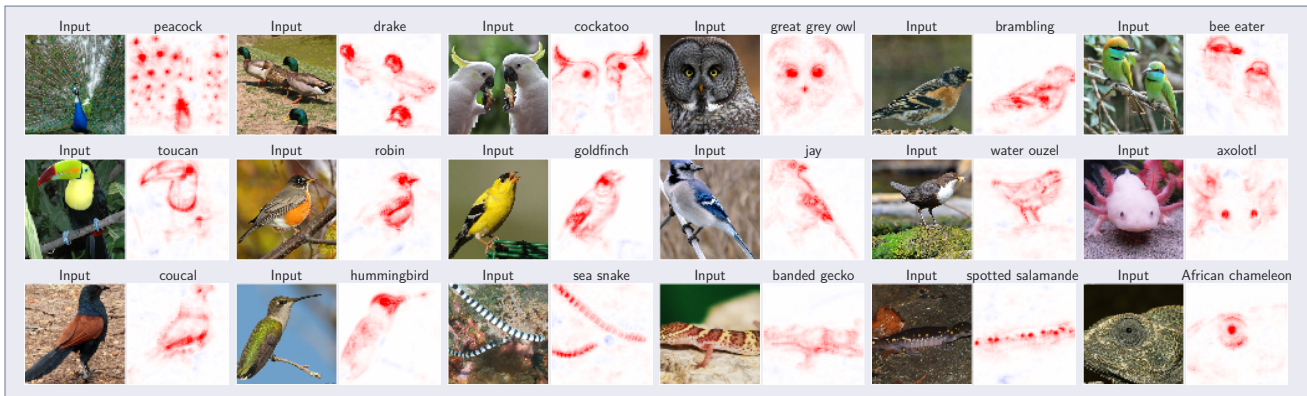 Input peacock Input drake Input cockatoo Input great grey owl Input brambling Input bee eater
Input toucan Input robin Input goldfinch Input jay Input water ouzel Input axolotl
Input coucal Input hummingbird Input sea snake Input banded gecko Input spotted salamande Input African chameleon